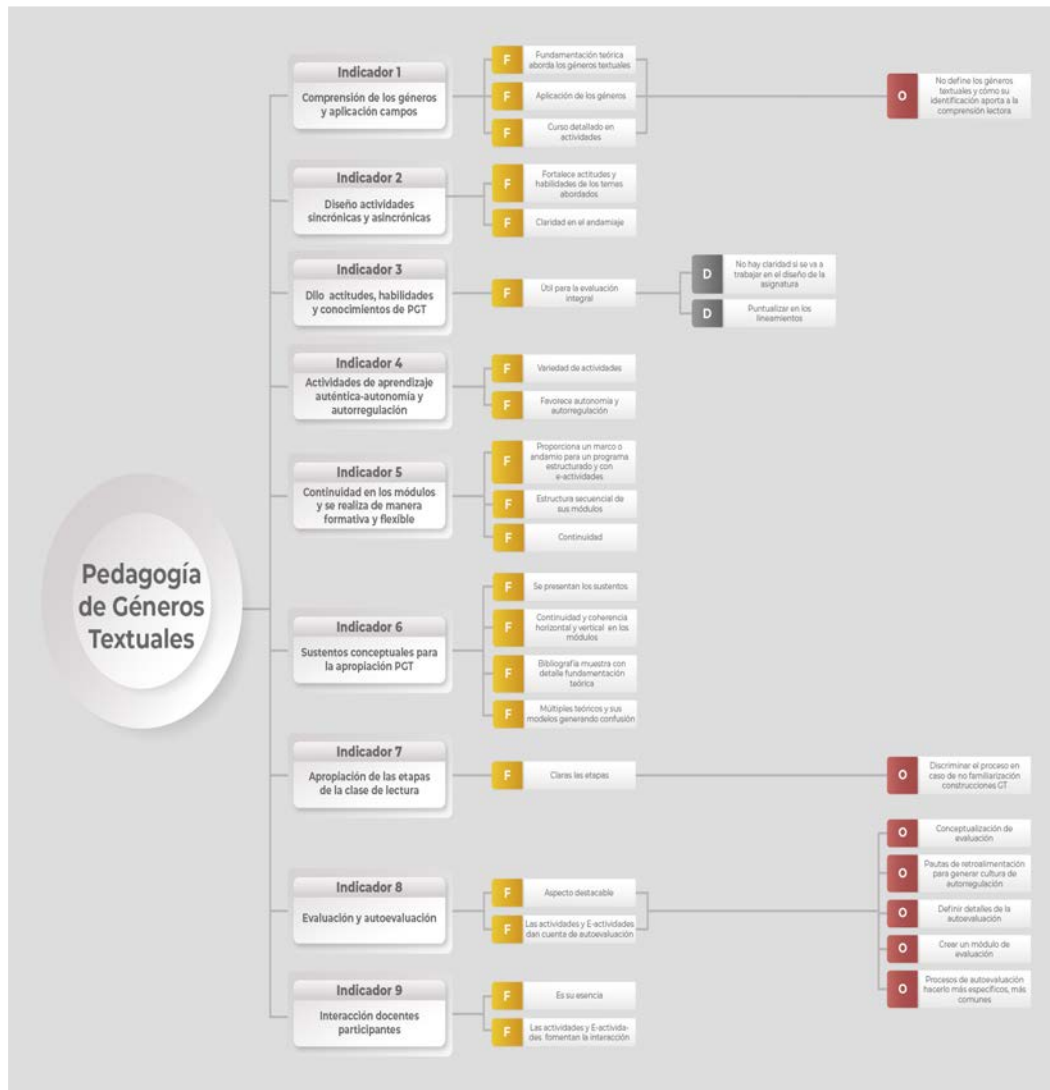 Pedagogía
de Géneros
Textuales
Indicador 1
Comprensión de los géneros
y aplicación campos
F
Fundamentación teórica
aborda los géneros textuales
F
Aplicación de los géneros
F
Curso detallado en
actividades
O
No define los géneros
textuales y cómo su
identificación aporta a la
comprensión lectora
Indicador 2
Diseño actividades
sincrónicas y asincrónicas
F
Fortalece actitudes y
habilidades de los temas
abordados
F
Claridad en el andamiaje
Indicador 3
Dllo actitudes, habilidades
y conocimientos de PGT
F
Útil para la evaluación
integral
D
No hay claridad si se va a
trabajar en el diseño de la
asignatura
D
Puntualizar en los
lineamientos
Indicador 4
Actividades de aprendizaje
auténtica-autonomía y
autorregulación
F
Variedad de actividades
F
Favorece autonomía y
autorregulación
Indicador 5
Continuidad en los módulos
y se realiza de manera
formativa y flexible
F
Proporciona un marco o
andamio para un programa
estructurado y con
e-actividades
F
Estructura secuencial de
sus módulos
F
Continuidad
Indicador 6
Sustentos conceptuales para
la apropiación PGT
F
Se presentan los sustentos
F
Continuidad y coherencia
horizontal y vertical en los
módulos
F
Bibliografía muestra con
detalle fundamentación
teórica
F
Múltiples teóricos y sus
modelos generando confusión
Indicador 7
Apropiación de las etapas
de la clase de lectura
F
Claras las etapas
O
Discriminar el proceso en
caso de no familiarización
construcciones GT
Indicador 8
Evaluación y autoevaluación
F
Aspecto destacable
F
Las actividades y E-actividades
dan cuenta de autoevaluación
O
Conceptualización de
evaluación
O
Pautas de retroalimentación
para generar cultura de
autorregulación
O
Definir detalles de la
autoevaluación
O
Crear un módulo de
evaluación
O
Procesos de autoevaluación
hacerlo más específicos, más
comunes
Indicador 9
Interacción docentes
participantes
F
Es su esencia
F
Las actividades y E-activida-
des fomentan la interacción